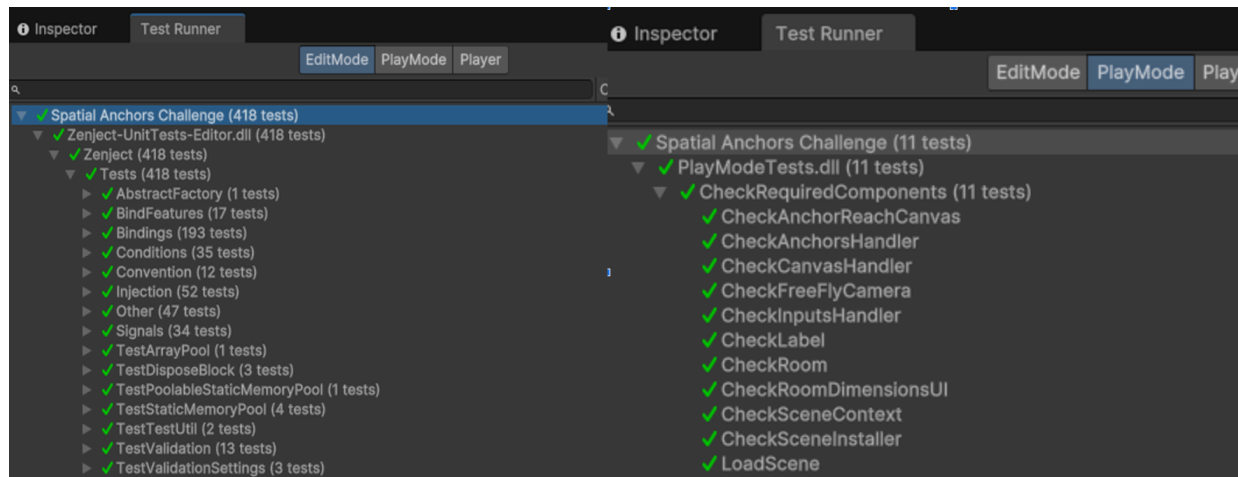 Inspector Test Runner
EditMode PlayMode Player
Spatial Anchors Challenge (418 tests)
Zenject-UnitTests-Editor.dll (418 tests)
Zenject (418 tests)
Tests (418 tests)
AbstractFactory (1 tests)
BindFeatures (17 tests)
Bindings (193 tests)
Conditions (35 tests)
Convention (12 tests)
Injection (52 tests)
Other (47 tests)
Signals (34 tests)
TestArrayPool (1 tests)
TestDisposeBlock (3 tests)
TestPoolableStaticMemoryPool (1 tests)
TestStaticMemoryPool (4 tests)
TestTestUtil (2 tests)
TestValidation (13 tests)
TestValidationSettings (3 tests)
Inspector Test Runner
EditMode PlayMode Play
Spatial Anchors Challenge (11 tests)
PlayModeTests.dll (11 tests)
CheckRequiredComponents (11 tests)
CheckAnchorReachCanvas
CheckAnchorsHandler
CheckCanvasHandler
CheckFreeFlyCamera
CheckInputsHandler
CheckLabel
CheckRoom
CheckRoomDimensionsUI
CheckSceneContext
CheckSceneInstaller
LoadScene